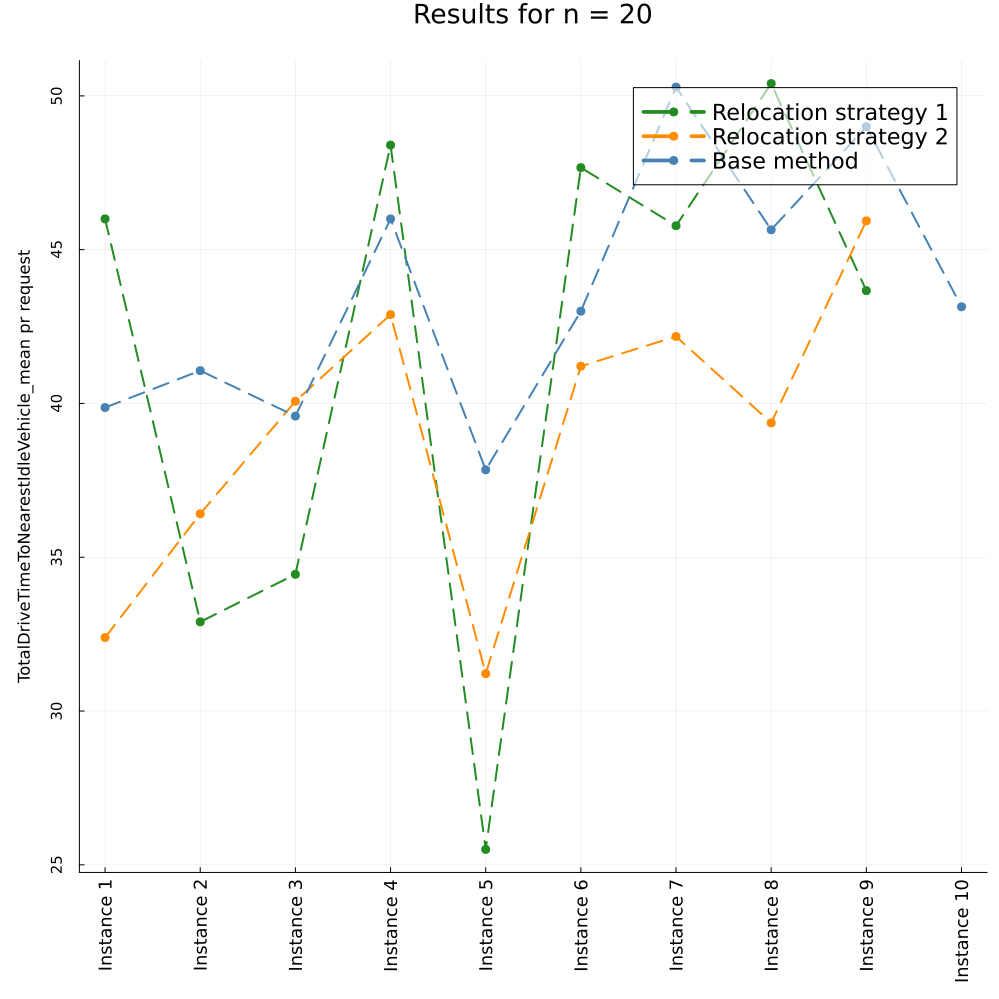 Results for n = 20
TotalDriveTimeToNearestIdleVehicle_mean pr request
50
45
40
35
30
25
Relocation strategy 1
Relocation strategy 2
Base method
Instance 1
Instance 2
Instance 3
Instance 4
Instance 5
Instance 6
Instance 7
Instance 8
Instance 9
Instance 10